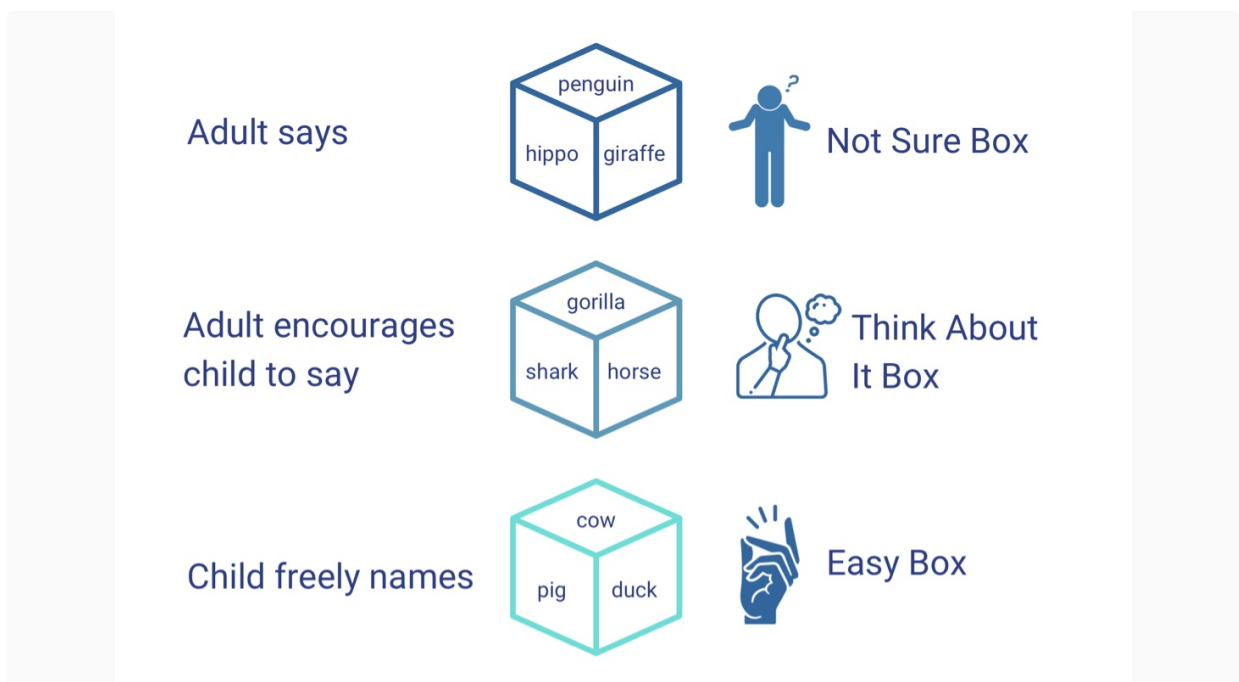 Adult says
penguin
hippo
giraffe
?
Not Sure Box
Adult encourages
child to say
gorilla
shark
horse
Think About
It Box
Child freely names
cow
pig
duck
Easy Box